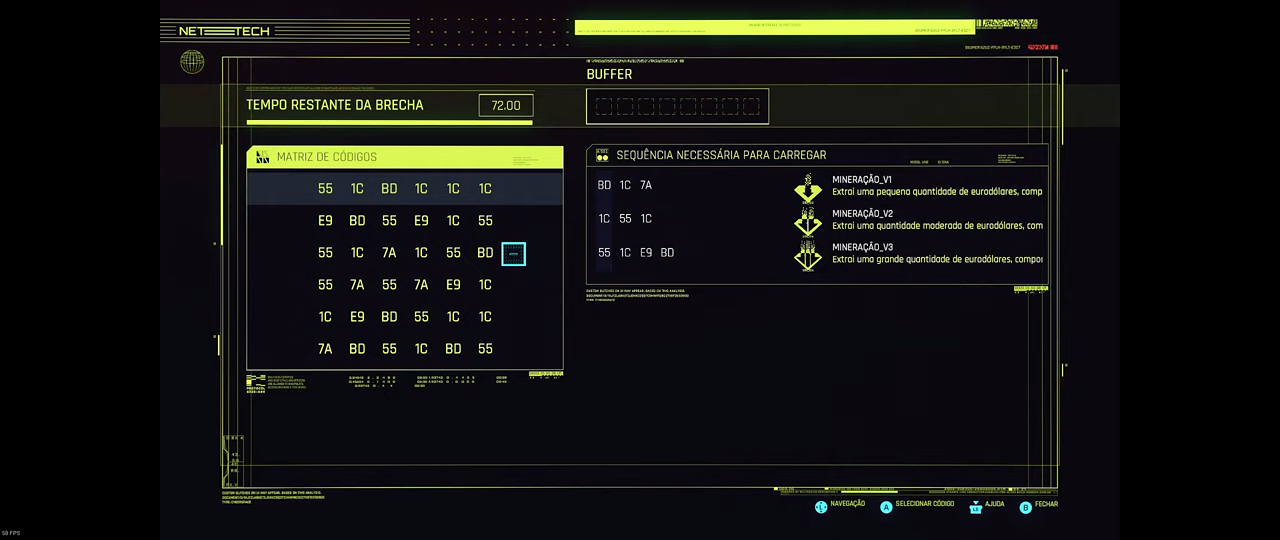 NET TECH
BUFFER
TEMPO RESTANTE DA BRECHA
72.00
MATRIZ DE CÓDIGOS
55 1C BD 1C 1C 1C
E9 BD 55 E9 1C 55
55 1C 7A 1C 55 BD
55 7A 55 7A E9 1C
1C E9 BD 55 1C 1C
7A BD 55 1C BD 55
SEQUÊNCIA NECESSÁRIA PARA CARREGAR
BD 1C 7A
MINERAÇÃO_V1
Extrai uma pequena quantidade de eurodólares, comp
1C 55 1C
MINERAÇÃO_V2
Extrai uma quantidade moderada de eurodólares, com
55 1C E9 BD
MINERAÇÃO_V3
Extrai uma grande quantidade de eurodólares, compo
L NAVEGAÇÃO
A SELECIONAR CÓDIGO
LS AJUDA
B FECHAR
59 FPS